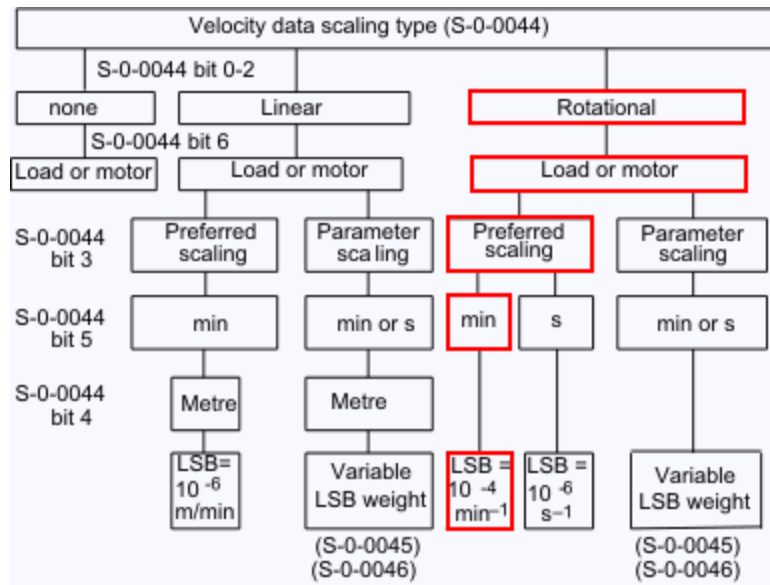 Velocity data scaling type (S-0-0044)
S-0-0044 bit 0-2
none
Linear
Rotational
S-0-0044 bit 6
Load or motor
Load or motor
Load or motor
S-0-0044
bit 3
Preferred
scaling
Parameter
sca ling
Preferred
scaling
Parameter
scaling
S-0-0044
bit 5
min
min or s
min
s
min or s
S-0-0044
bit 4
Metre
Metre
LSB=
10 -6
m/min
Variable
LSB weight
LSB =
10 -4
min-1
LSB =
10 -6
s-1
Variable
LSB weight
(S-0-0045)
(S-0-0046)
(S-0-0045)
(S-0-0046)